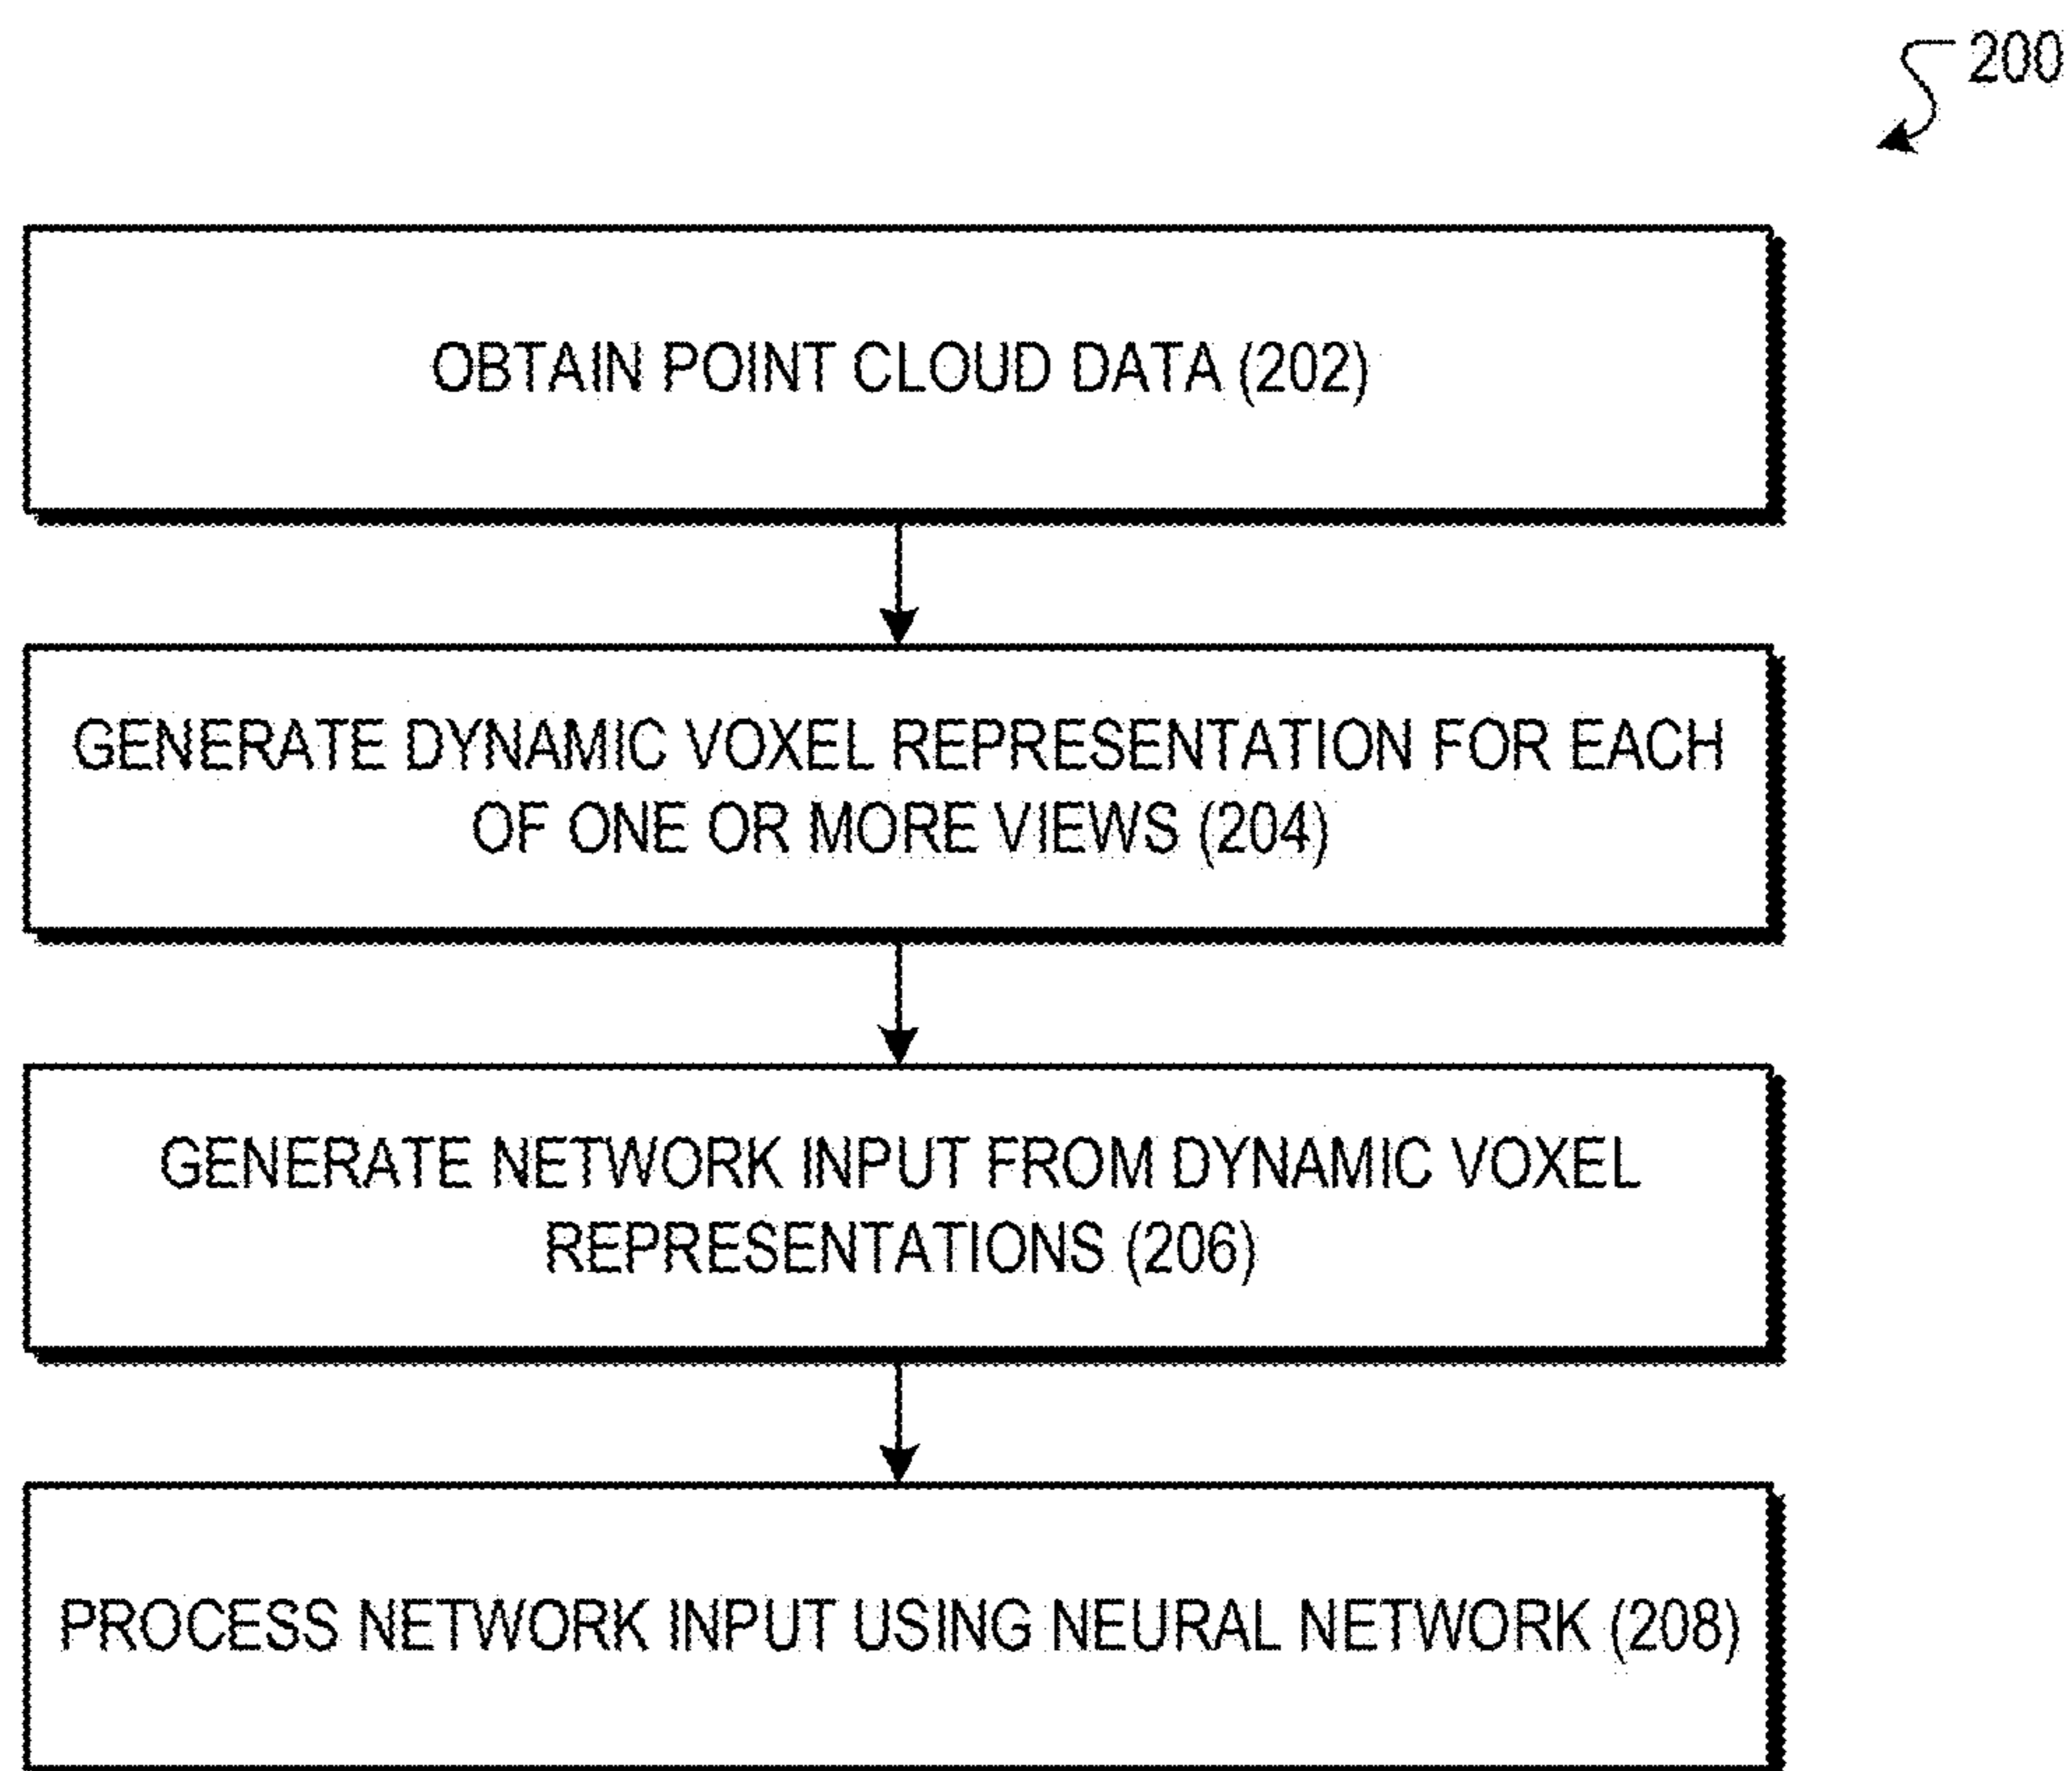 200
OBTAIN POINT CLOUD DATA (202)
GENERATE DYNAMIC VOXEL REPRESENTATION FOR EACH
OF ONE OR MORE VIEWS (204)
GENERATE NETWORK INPUT FROM DYNAMIC VOXEL
REPRESENTATIONS (206)
PROCESS NETWORK INPUT USING NEURAL NETWORK (208)